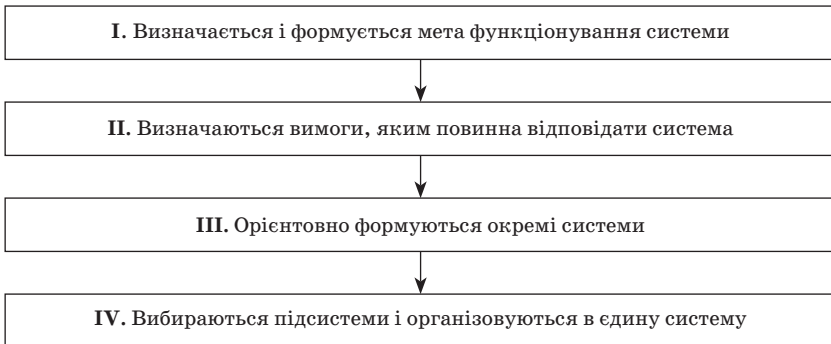 I. Визначається і формується мета функціонування системи
II. Визначаються вимоги, яким повинна відповідати система
III. Орієнтовно формуються окремі системи
IV. Вибираються підсистеми і організовуються в єдину систему